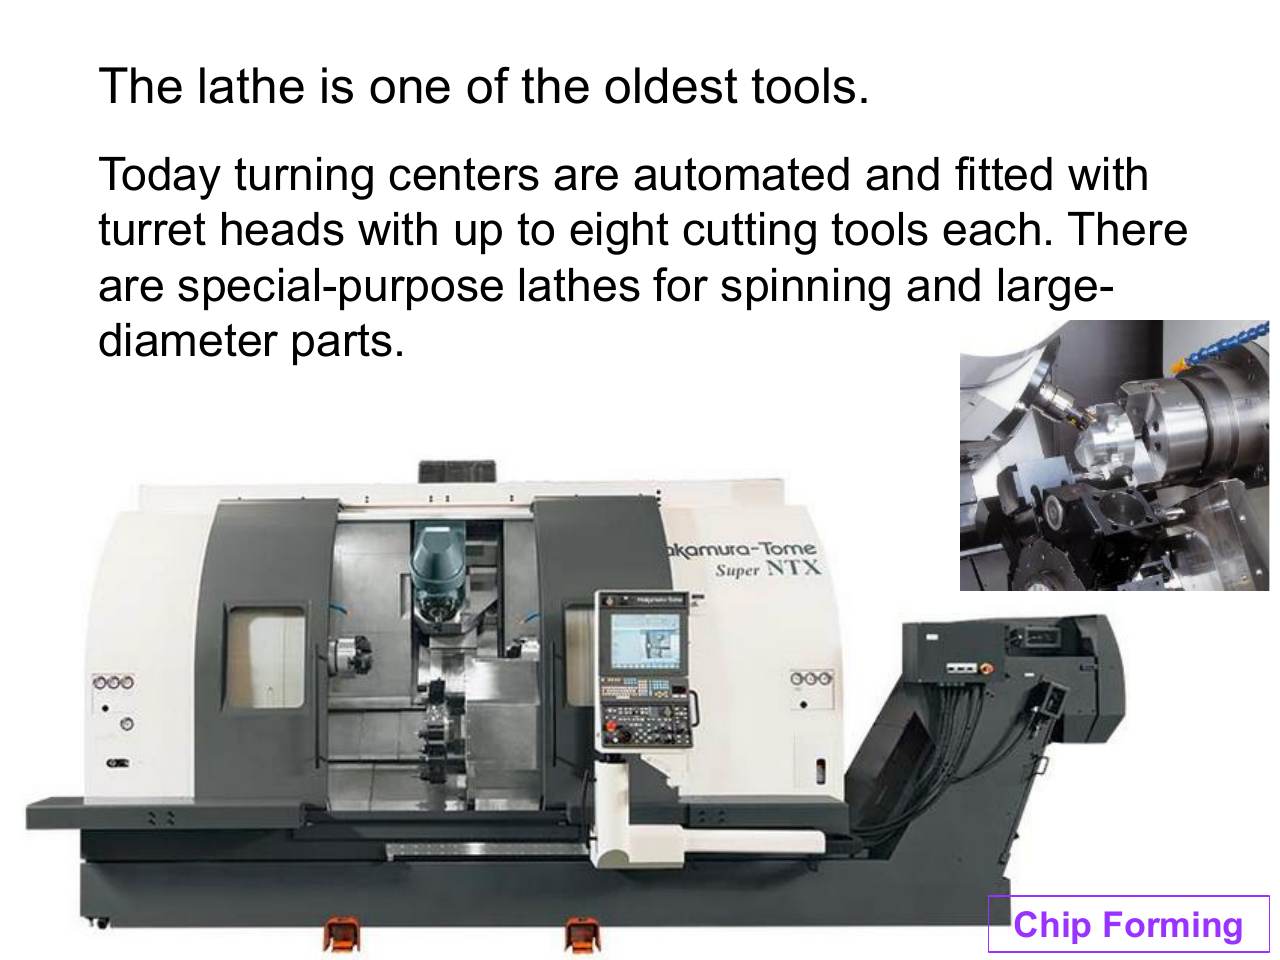 The lathe is one of the oldest tools.
Today turning centers are automated and fitted with
turret heads with up to eight cutting tools each. There
are special-purpose lathes for spinning and large-
diameter parts.
akamura-Tome
Super NTX
Chip Forming